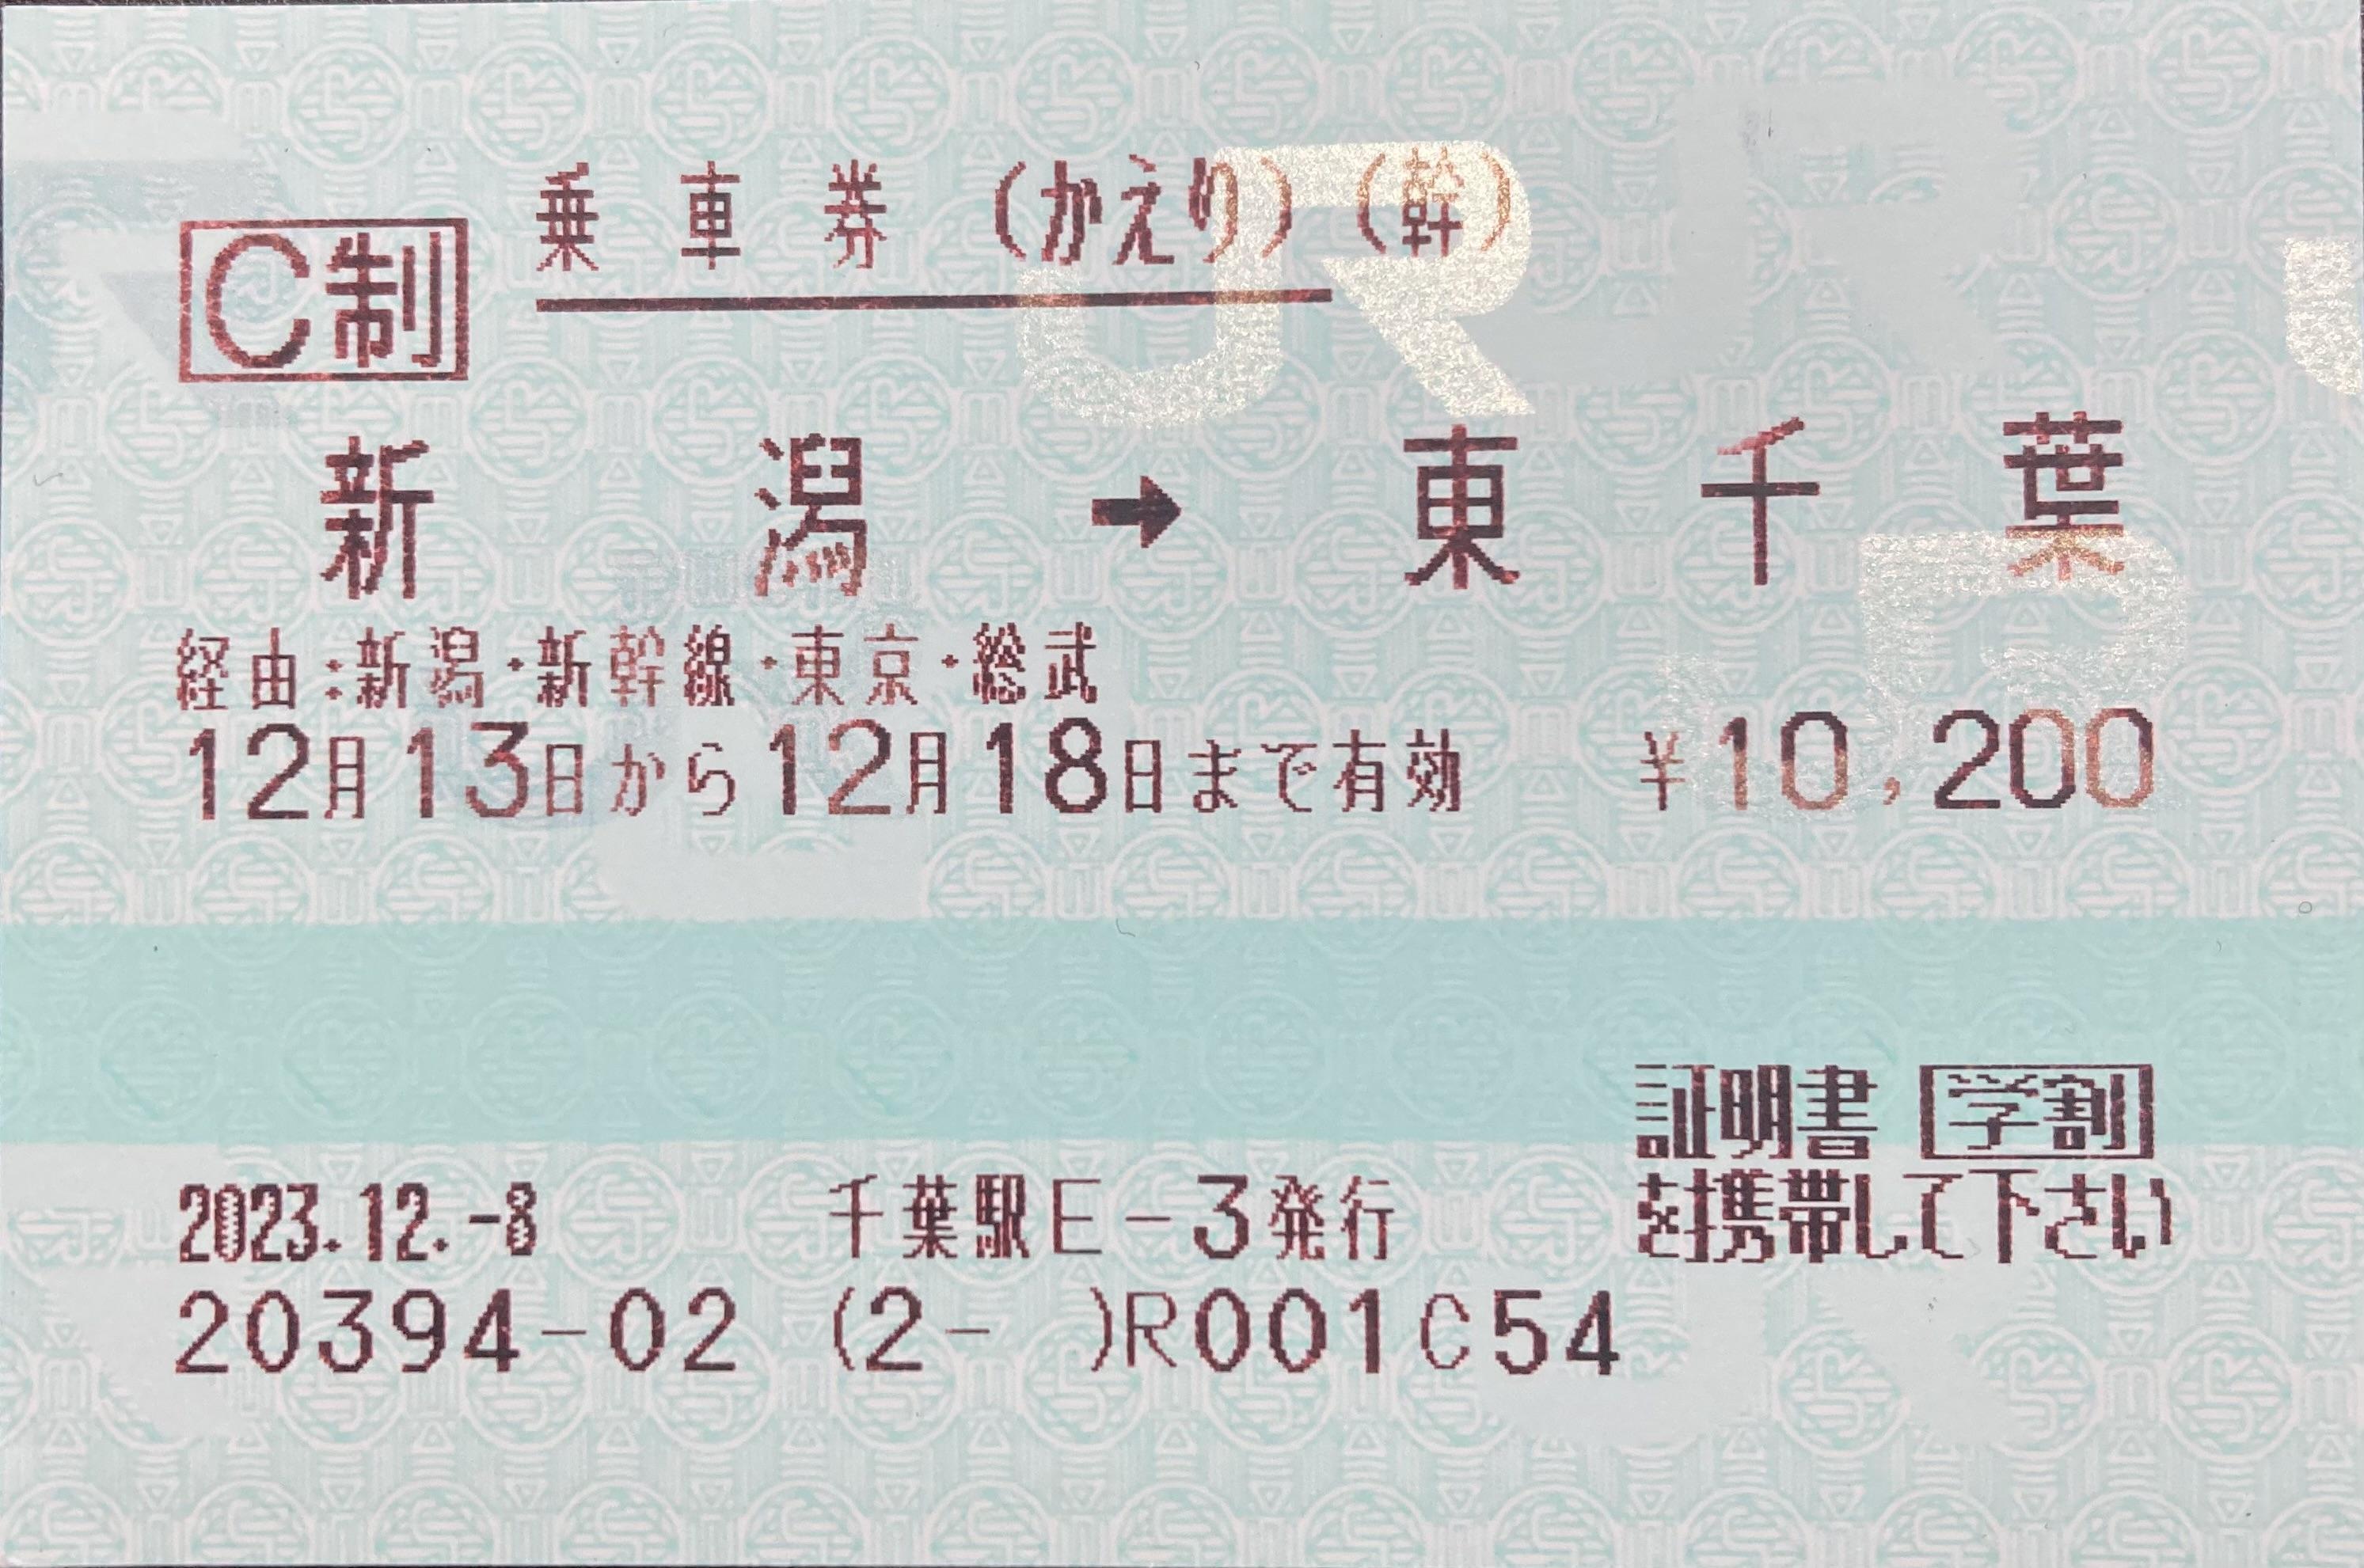 C制 乗車券(かえり)(幹)
新潟→東千葉
経由:新潟・新幹線・東京・総武
12月13日から12月18日まで有効 ¥10,200
証明書 学割
を携帯して下さい
2023.12.-8 千葉駅E-3発行
20394-02 (2- )R001C54
JR